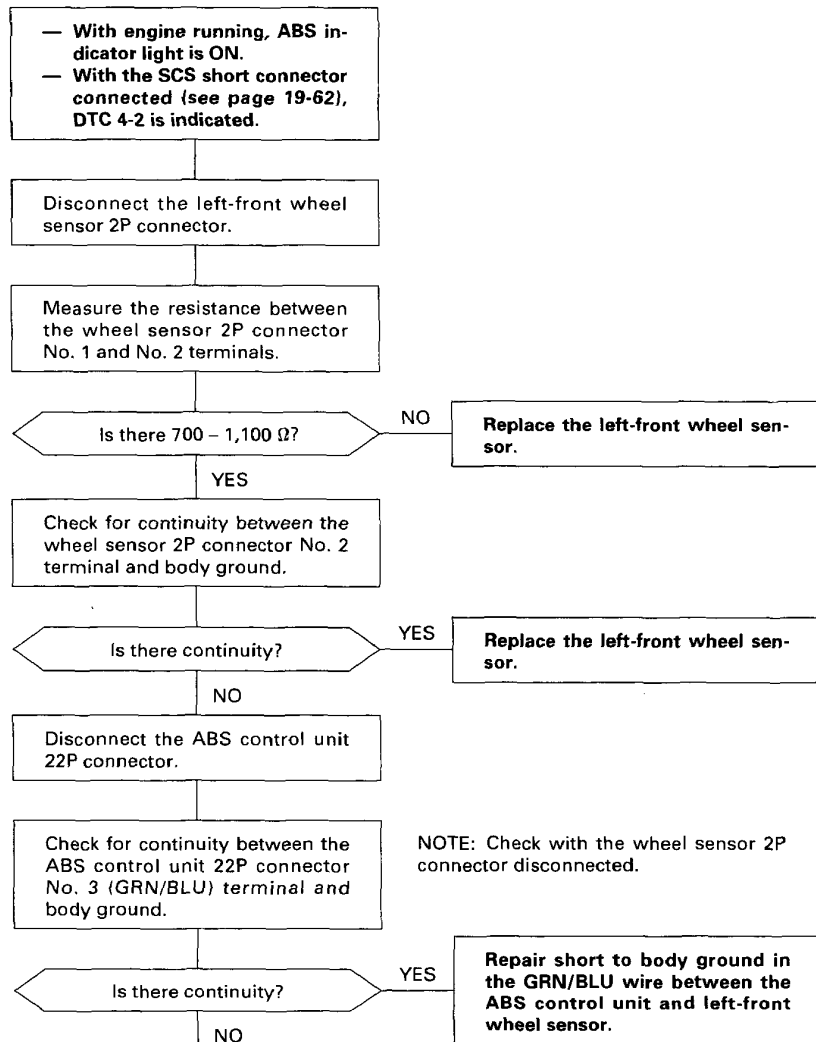 — With engine running, ABS in-
dicator light is ON.
— With the SCS short connector
connected (see page 19-62),
DTC 4-2 is indicated.
Disconnect the left-front wheel
sensor 2P connector.
Measure the resistance between
the wheel sensor 2P connector
No. 1 and No. 2 terminals.
Is there 700 – 1,100 Ω?
NO
Replace the left-front wheel sen-
sor.
YES
Check for continuity between the
wheel sensor 2P connector No. 2
terminal and body ground.
Is there continuity?
YES
Replace the left-front wheel sen-
sor.
NO
Disconnect the ABS control unit
22P connector.
Check for continuity between the
ABS control unit 22P connector
No. 3 (GRN/BLU) terminal and
body ground.
NOTE: Check with the wheel sensor 2P
connector disconnected.
Is there continuity?
YES
Repair short to body ground in
the GRN/BLU wire between the
ABS control unit and left-front
wheel sensor.
NO